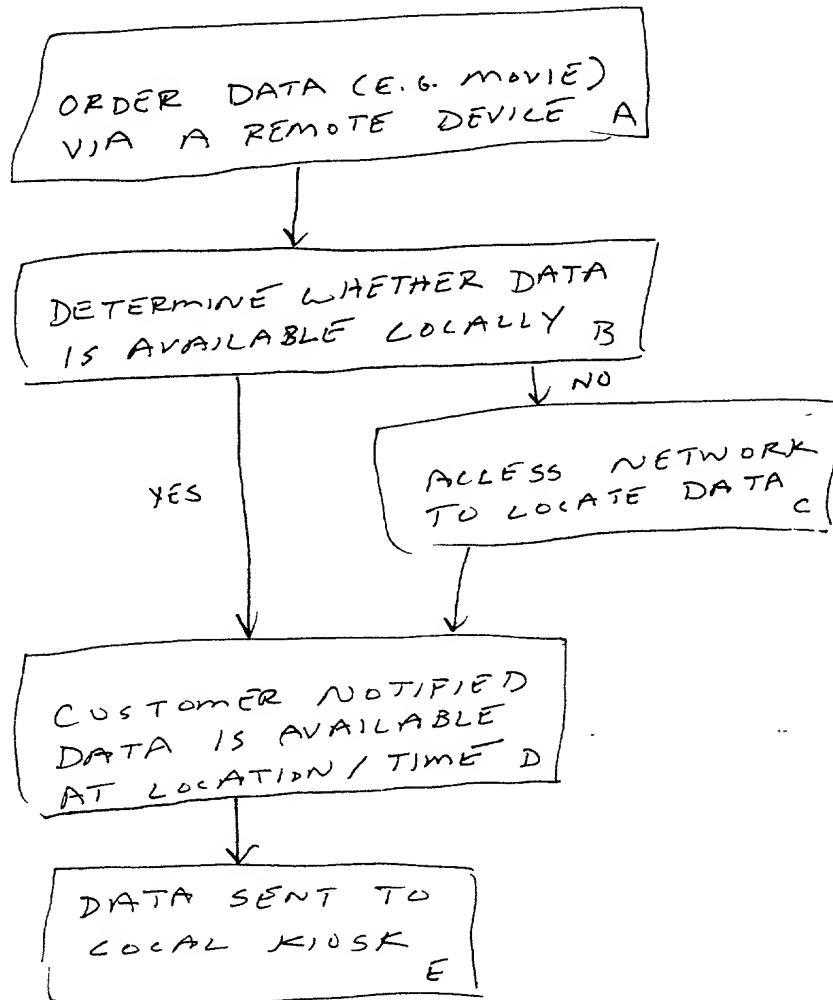 ORDER DATA (E.G. MOVIE)
VIA A REMOTE DEVICE A
DETERMINE WHETHER DATA
IS AVAILABLE LOCALLY B
NO
YES
ACCESS NETWORK
TO LOCATE DATA C
CUSTOMER NOTIFIED
DATA IS AVAILABLE
AT LOCATION / TIME D
DATA SENT TO
LOCAL KIOSK
E